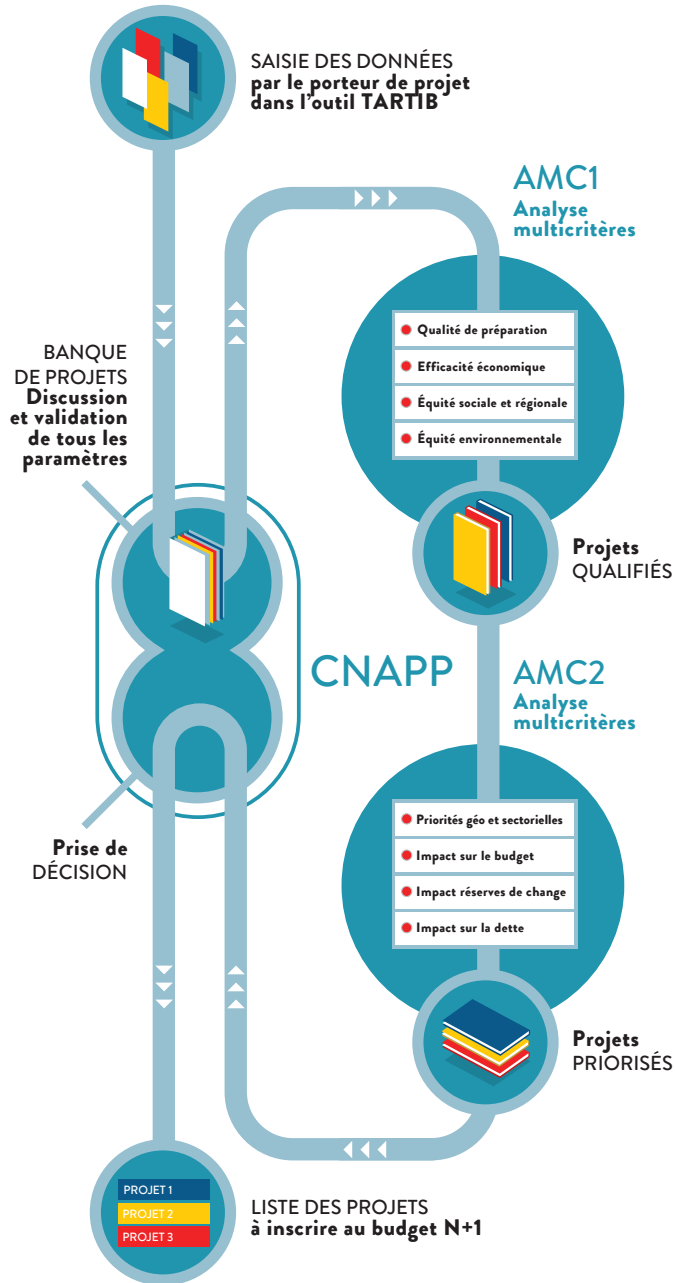 SAISIE DES DONNÉES
par le porteur de projet
dans l'outil TARTIB
AMC1
Analyse
multicritères
Qualité de préparation
Efficacité économique
Équité sociale et régionale
Équité environnementale
BANQUE
DE PROJETS
Discussion
et validation
de tous les
paramètres
Projets
QUALIFIÉS
CNAPP
AMC2
Analyse
multicritères
Priorités géo et sectorielles
Impact sur le budget
Impact réserves de change
Impact sur la dette
Prise de
DÉCISION
Projets
PRIORISÉS
PROJET 1
PROJET 2
PROJET 3
LISTE DES PROJETS
à inscrire au budget N+1